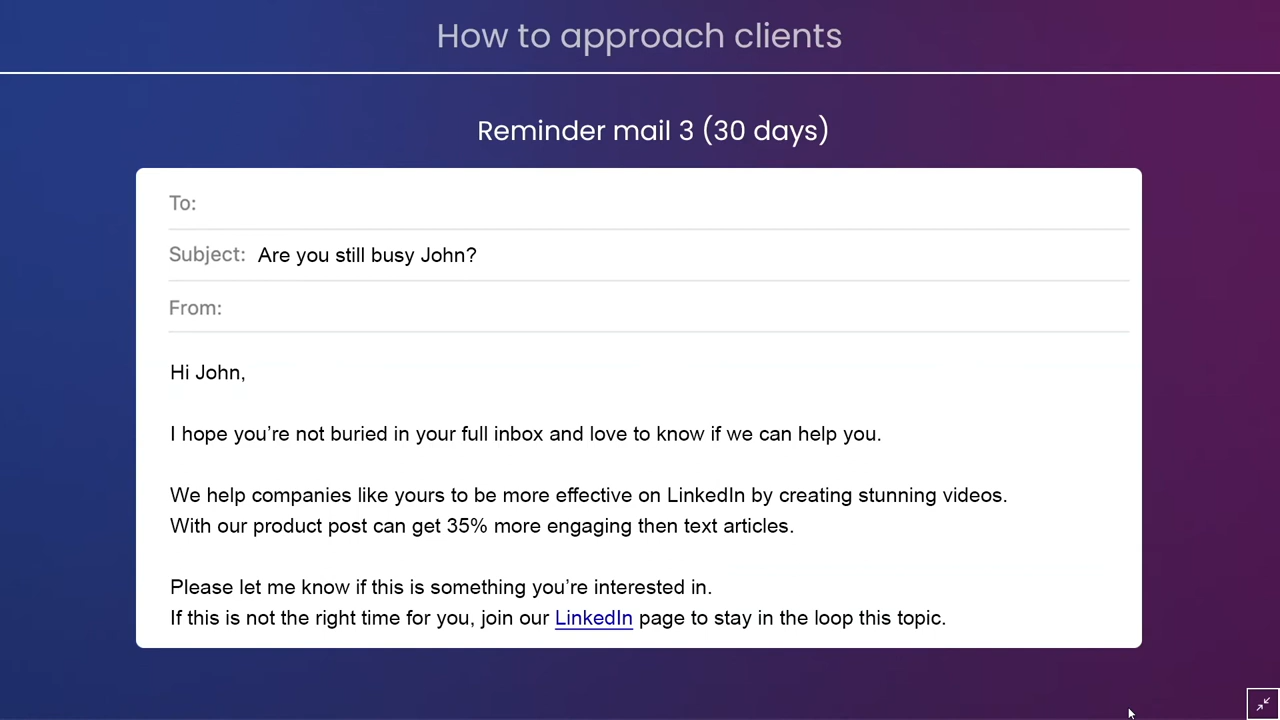 How to approach clients
Reminder mail 3 (30 days)
To:
Subject: Are you still busy John?
From:
Hi John,
I hope you're not buried in your full inbox and love to know if we can help you.
We help companies like yours to be more effective on LinkedIn by creating stunning videos.
With our product post can get 35% more engaging then text articles.
Please let me know if this is something you're interested in.
If this is not the right time for you, join our LinkedIn page to stay in the loop this topic.